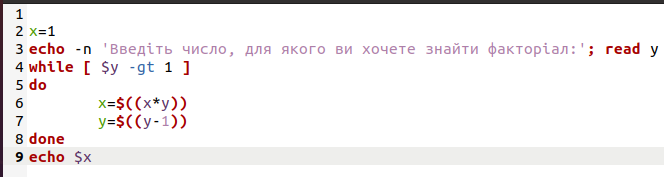 1
2 x=1
3 echo -n 'Введіть число, для якого ви хочете знайти факторіал:'; read y
4 while [ $y -gt 1 ]
5 do
6 x=$((x*y))
7 y=$((y-1))
8 done
9 echo $x